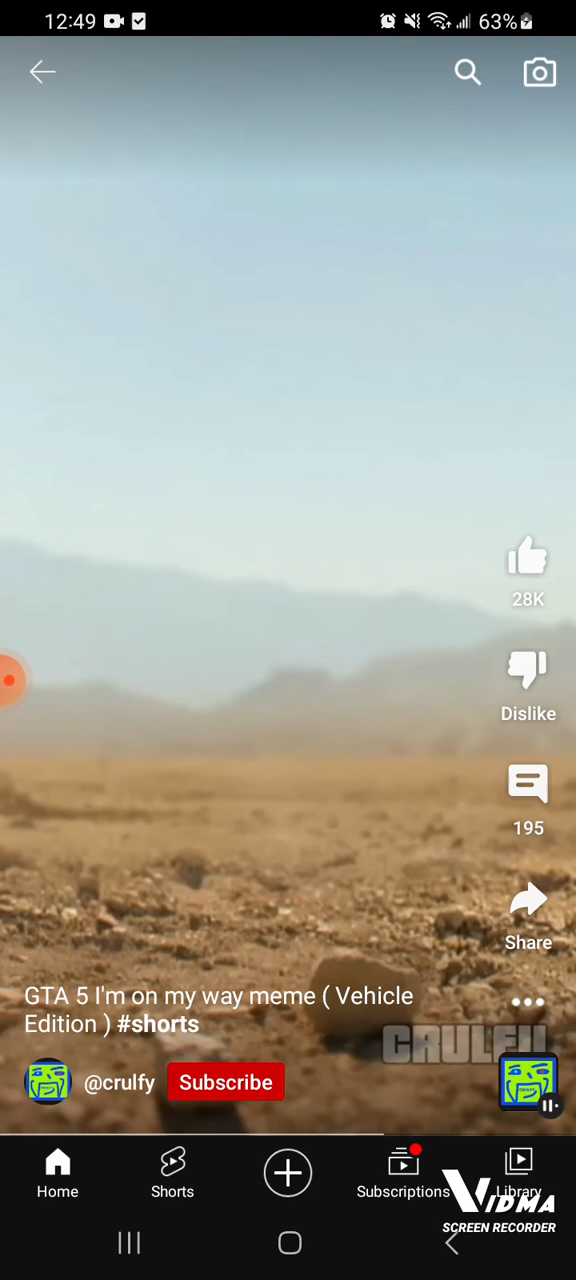 12:49
63%
28K
Dislike
195
Share
GTA 5 I'm on my way meme ( Vehicle
Edition ) #shorts
CRULFY
@crulfy
Subscribe
Home
Shorts
Subscriptions
Library
VIDMA
SCREEN RECORDER